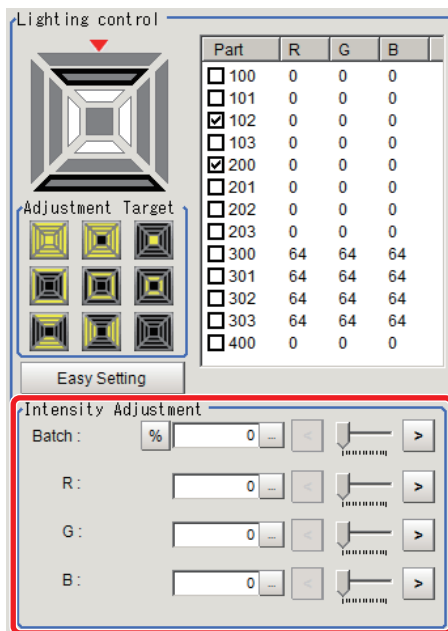 Lighting control
Part R G B
100 0 0 0
101 0 0 0
102 0 0 0
103 0 0 0
200 0 0 0
201 0 0 0
202 0 0 0
203 0 0 0
300 64 64 64
301 64 64 64
302 64 64 64
303 64 64 64
400 0 0 0
Adjustment Target
Easy Setting
Intensity Adjustment
Batch : % 0 ... < >
R : 0 ... < >
G : 0 ... < >
B : 0 ... < >